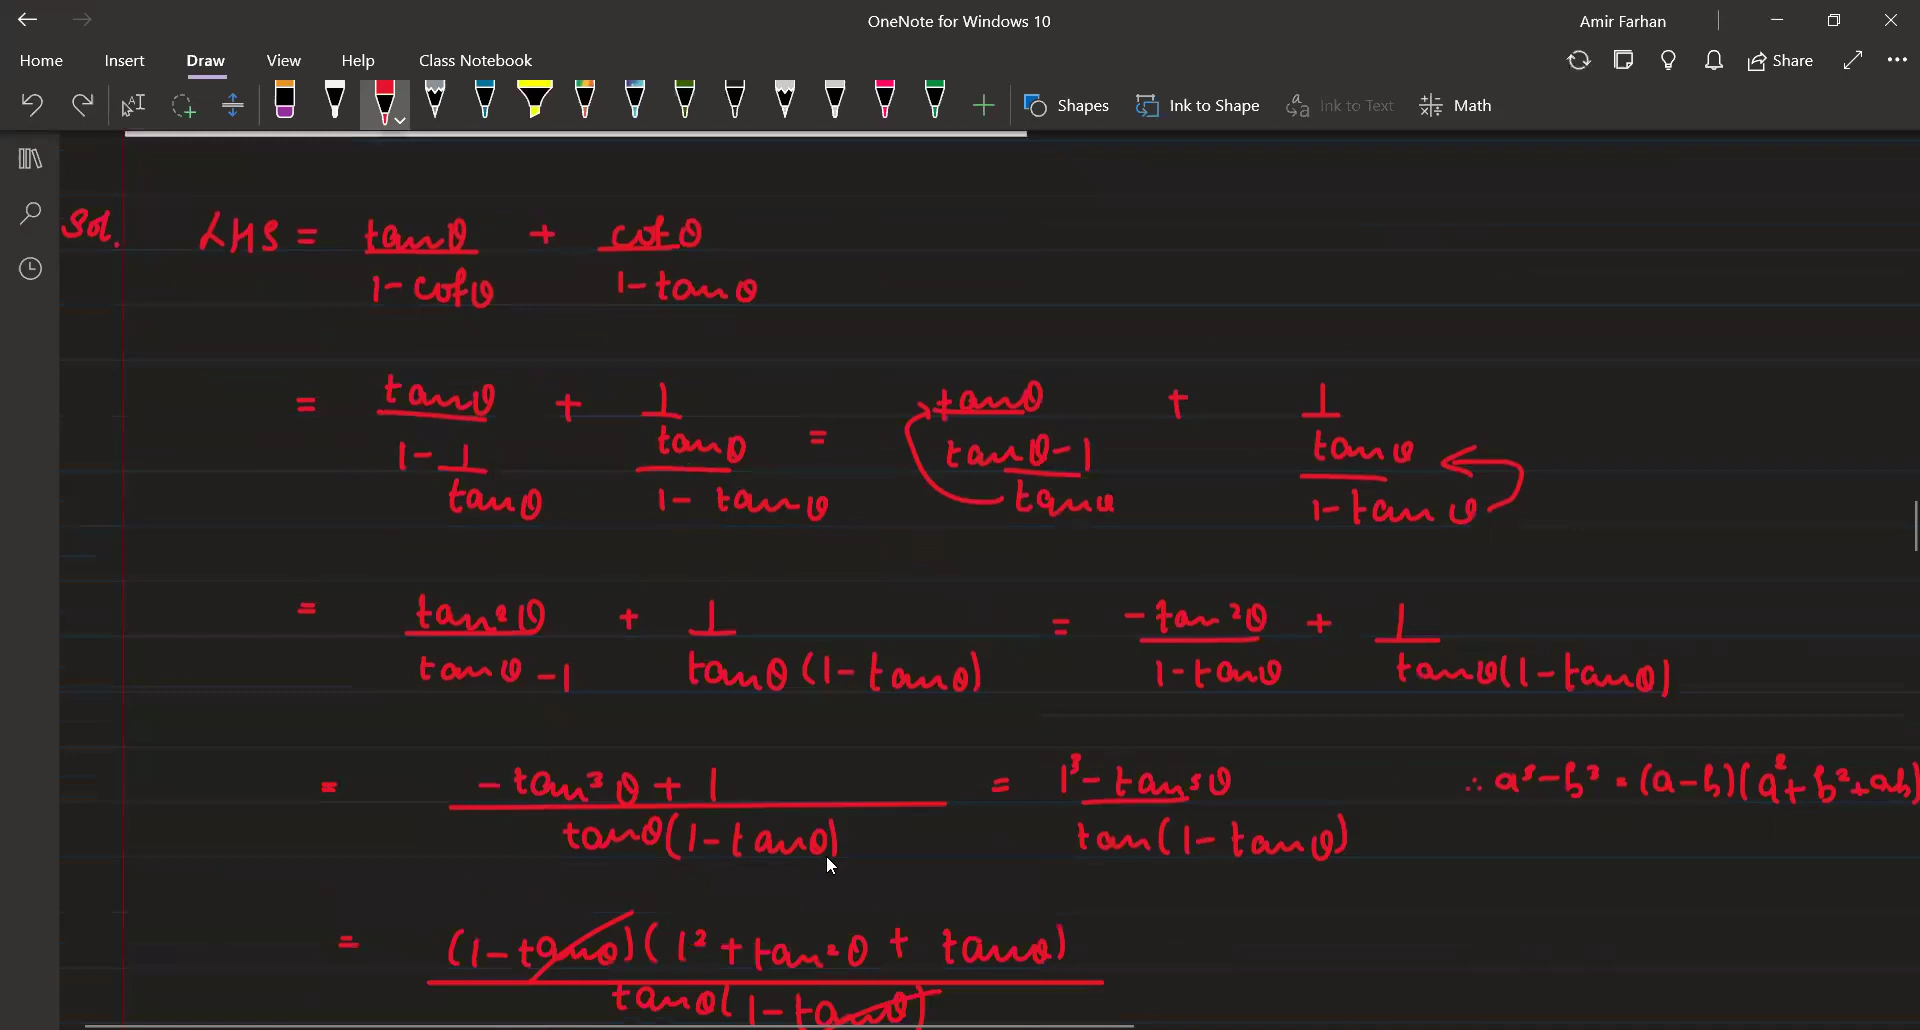 OneNote for Windows 10
Amir Farhan
Home Insert Draw View Help Class Notebook
Share
Shapes Ink to Shape Ink to Text Math
Sol. LHS = tanθ/(1-cotθ) + cotθ/(1-tanθ)
= tanθ/(1-1/tanθ) + (1/tanθ)/(1-tanθ) = tanθ/((tanθ-1)/tanθ) + (1/tanθ)/(1-tanθ)
= tan²θ/(tanθ-1) + 1/(tanθ(1-tanθ)) = -tan²θ/(1-tanθ) + 1/(tanθ(1-tanθ))
= (-tan³θ+1)/(tanθ(1-tanθ)) = (1³-tan³θ)/(tan(1-tanθ)) ∴ a³-b³ = (a-b)(a²+b²+ab)
= (1-tanθ)(1²+tan²θ+tanθ)/(tanθ(1-tanθ))